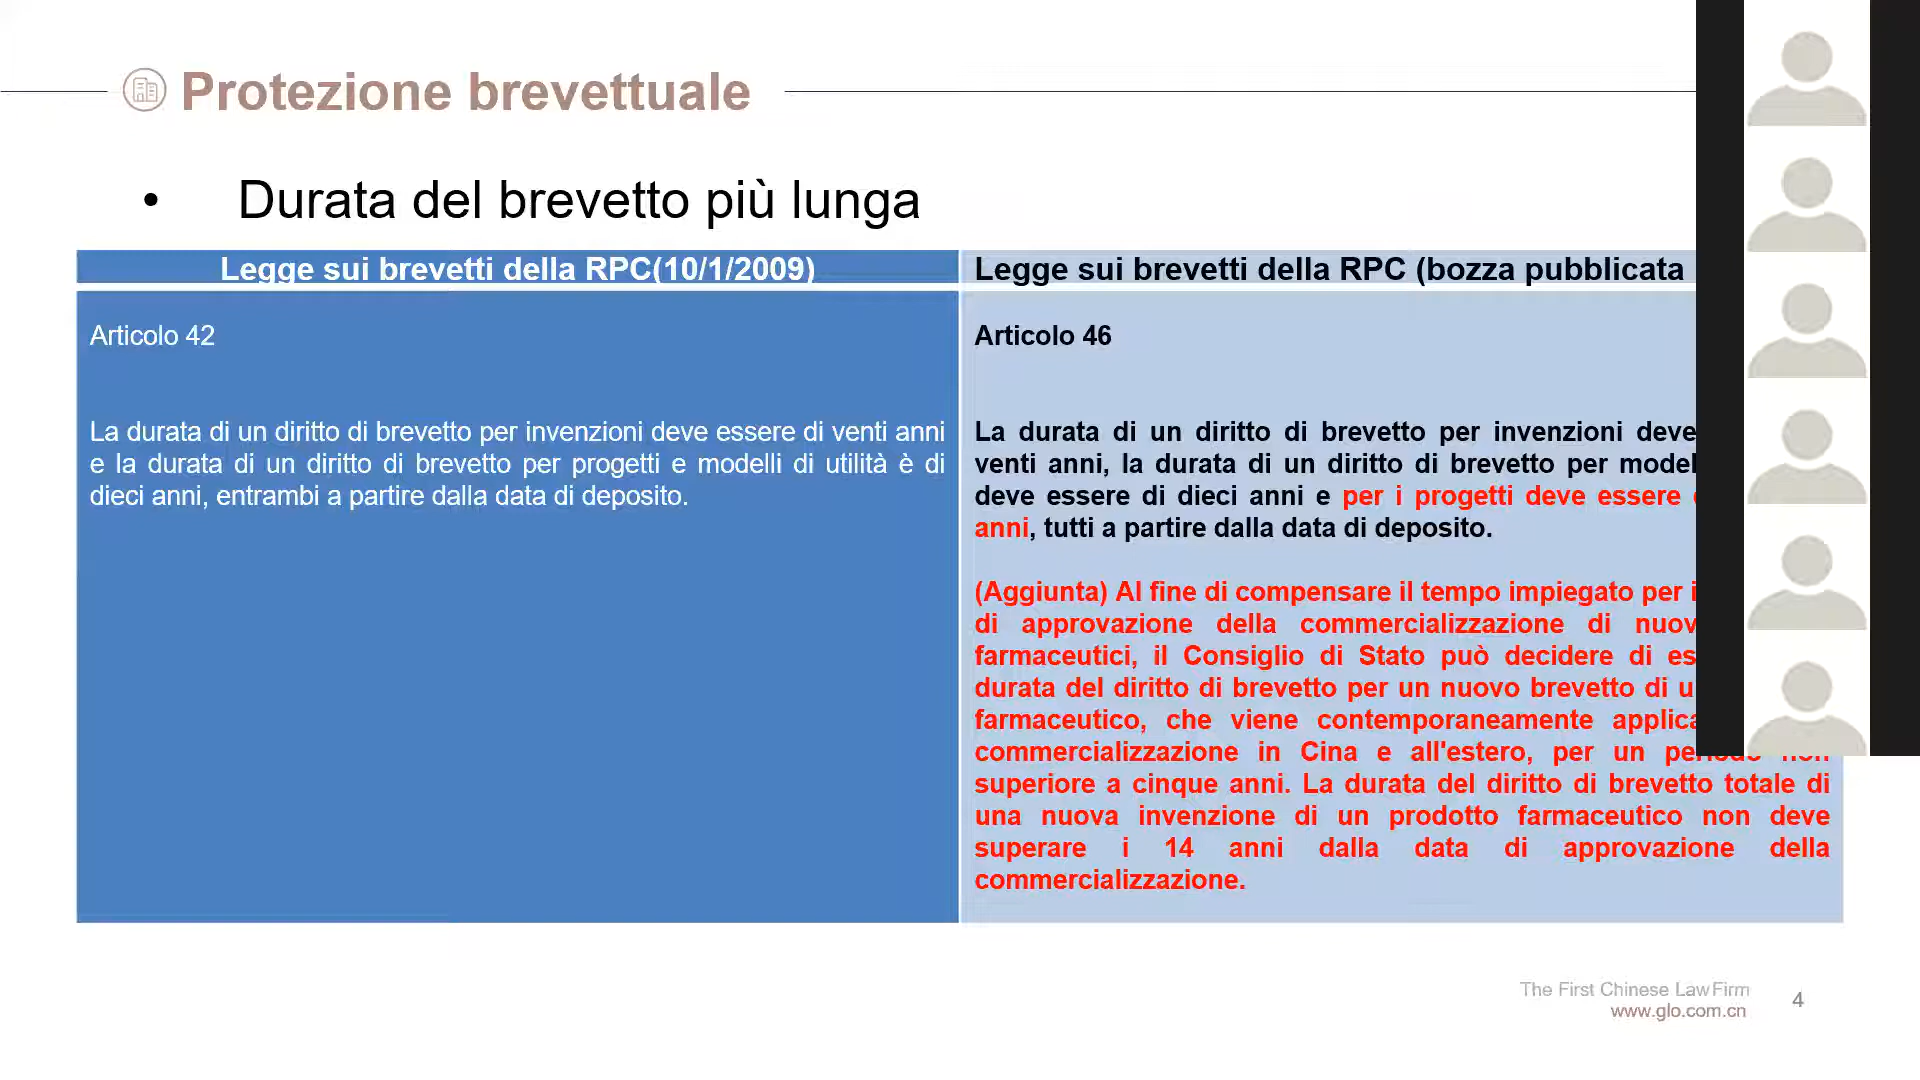 Protezione brevettuale
• Durata del brevetto più lunga
Legge sui brevetti della RPC(10/1/2009)
Articolo 42
La durata di un diritto di brevetto per invenzioni deve essere di venti anni
e la durata di un diritto di brevetto per progetti e modelli di utilità è di
dieci anni, entrambi a partire dalla data di deposito.
Legge sui brevetti della RPC (bozza pubblicata
Articolo 46
La durata di un diritto di brevetto per invenzioni deve
venti anni, la durata di un diritto di brevetto per
deve essere di dieci anni e per i progetti deve essere
anni, tutti a partire dalla data di deposito.
(Aggiunta) Al fine di compensare il tempo impiegato per
di approvazione della commercializzazione di
farmaceutici, il Consiglio di Stato può decidere di
durata del diritto di brevetto per un nuovo brevetto di
farmaceutico, che viene contemporaneamente
commercializzazione in Cina e all'estero, per un periodo non
superiore a cinque anni. La durata del diritto di brevetto totale di
una nuova invenzione di un prodotto farmaceutico non deve
superare i 14 anni dalla data di approvazione della
commercializzazione.
The First Chinese Law Firm
www.glo.com.cn
4